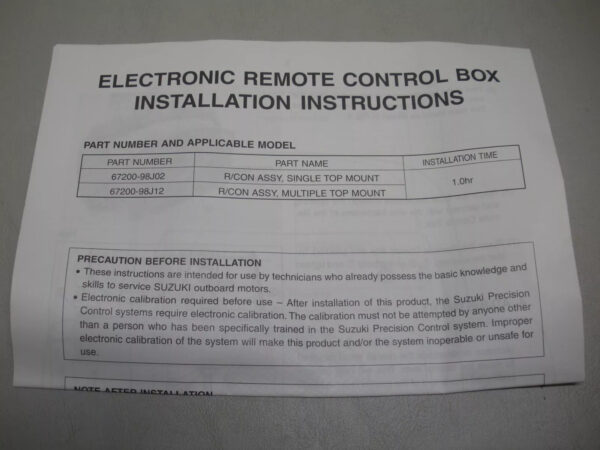 ELECTRONIC REMOTE CONTROL BOX
INSTALLATION INSTRUCTIONS
PART NUMBER AND APPLICABLE MODEL
PART NUMBER PART NAME INSTALLATION TIME
67200-98J02 R/CON ASSY, SINGLE TOP MOUNT 1.0hr
67200-98J12 R/CON ASSY, MULTIPLE TOP MOUNT
PRECAUTION BEFORE INSTALLATION
• These instructions are intended for use by technicians who already possess the basic knowledge and
skills to service SUZUKI outboard motors.
• Electronic calibration required before use – After installation of this product, the Suzuki Precision
Control systems require electronic calibration. The calibration must not be attempted by anyone other
than a person who has been specifically trained in the Suzuki Precision Control system. Improper
electronic calibration of the system will make this product and/or the system inoperable or unsafe for
use.
NOTE AFTER INSTALLATION